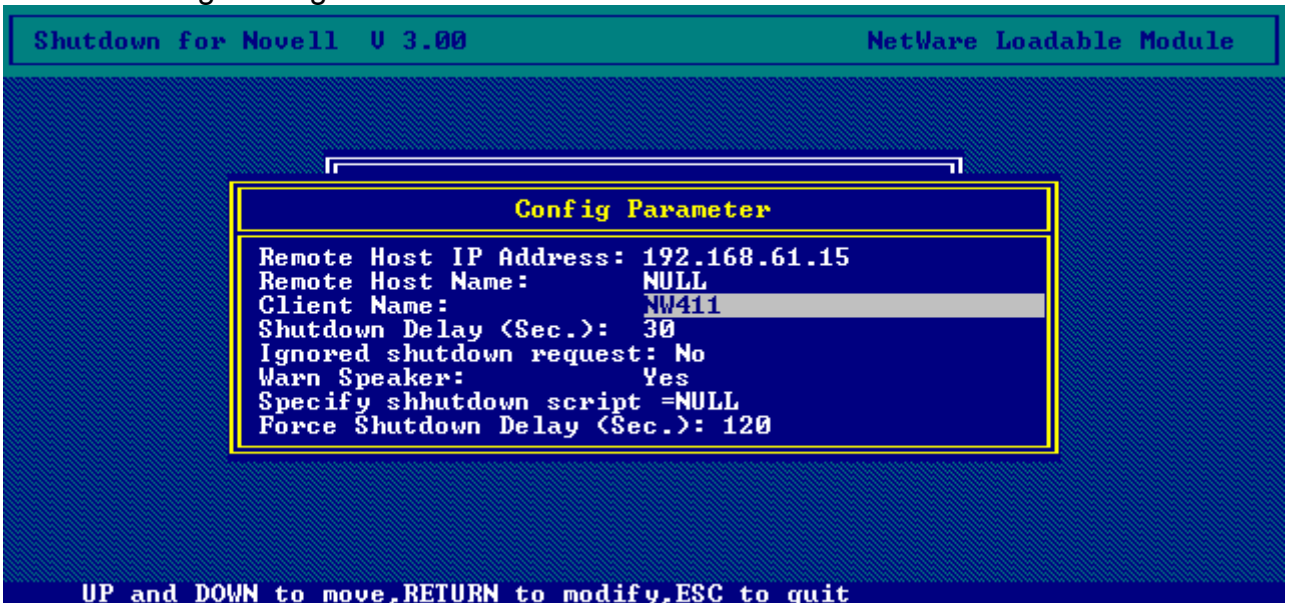 Shutdown for Novell V 3.00 NetWare Loadable Module
Config Parameter
Remote Host IP Address: 192.168.61.15
Remote Host Name: NULL
Client Name: NW411
Shutdown Delay (Sec.): 30
Ignored shutdown request: No
Warn Speaker: Yes
Specify shhutdown script =NULL
Force Shutdown Delay (Sec.): 120
UP and DOWN to move,RETURN to modify,ESC to quit